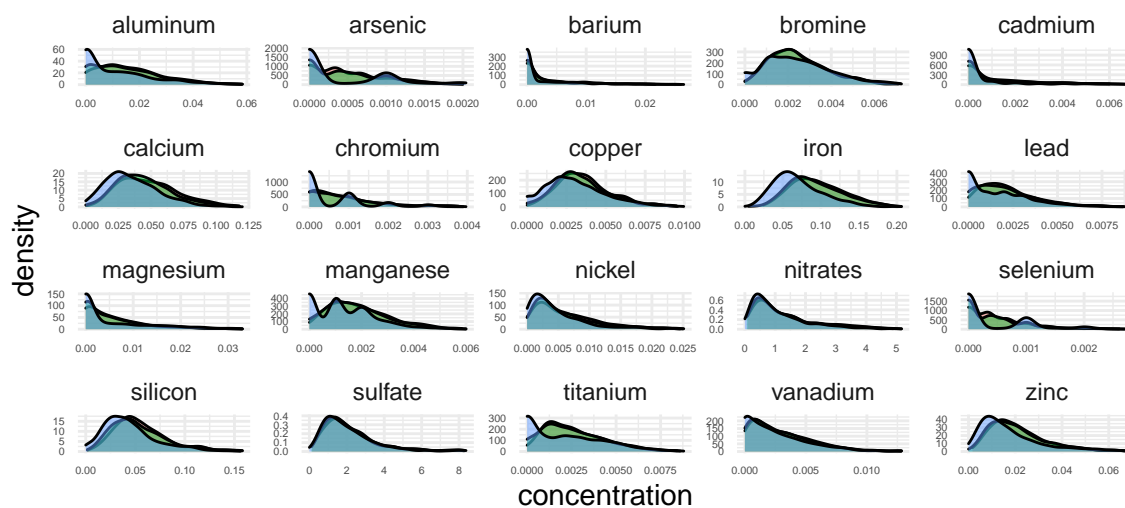 aluminum arsenic barium bromine cadmium
60 40 20 0 2000 1500 1000 500 0 300 200 100 0 300 200 100 0 900 600 300 0
0.00 0.02 0.04 0.06 0.0000 0.0005 0.0010 0.0015 0.0020 0.00 0.01 0.02 0.000 0.002 0.004 0.006 0.000 0.002 0.004 0.006
calcium chromium copper iron lead
20 15 10 5 0 1000 500 0 200 100 0 10 5 0 400 300 200 100 0
0.000 0.025 0.050 0.075 0.100 0.125 0.000 0.001 0.002 0.003 0.004 0.0000 0.0025 0.0050 0.0075 0.0100 0.00 0.05 0.10 0.15 0.20 0.0000 0.0025 0.0050 0.0075
density
magnesium manganese nickel nitrates selenium
150 100 50 0 400 300 200 100 0 150 100 50 0 0.6 0.4 0.2 0.0 1500 1000 500 0
0.00 0.01 0.02 0.03 0.000 0.002 0.004 0.006 0.000 0.005 0.010 0.015 0.020 0.025 0 1 2 3 4 5 0.000 0.001 0.002
silicon sulfate titanium vanadium zinc
15 10 5 0 0.4 0.3 0.2 0.1 0.0 300 200 100 0 200 150 100 50 0 40 30 20 10 0
0.00 0.05 0.10 0.15 0 2 4 6 8 0.0000 0.0025 0.0050 0.0075 0.000 0.005 0.010 0.00 0.02 0.04 0.06
concentration